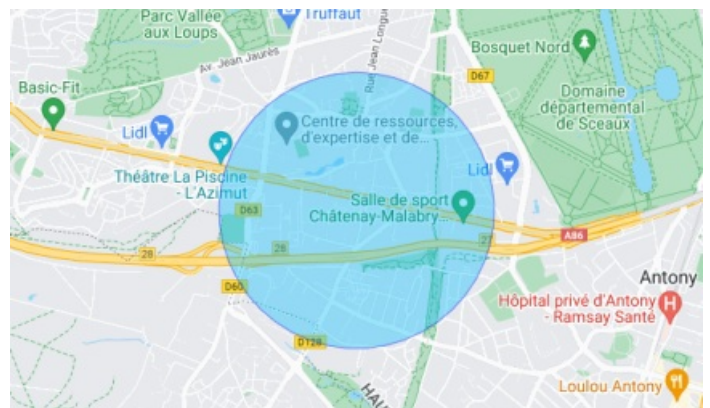 Parc Vallée
aux Loups
Truffaut
Av. Jean Jaurès
Bosquet Nord
D67
Basic-Fit
Domaine
départemental
de Sceaux
Centre de ressources,
d'expertise et de...
Lidl
Théâtre La Piscine
- L'Azimut
Lidl
Salle de sport
Châtenay-Malabry...
D63
A86
28
28
Antony
D60
Hôpital privé d'Antony
- Ramsay Santé
D128
Loulou Antony